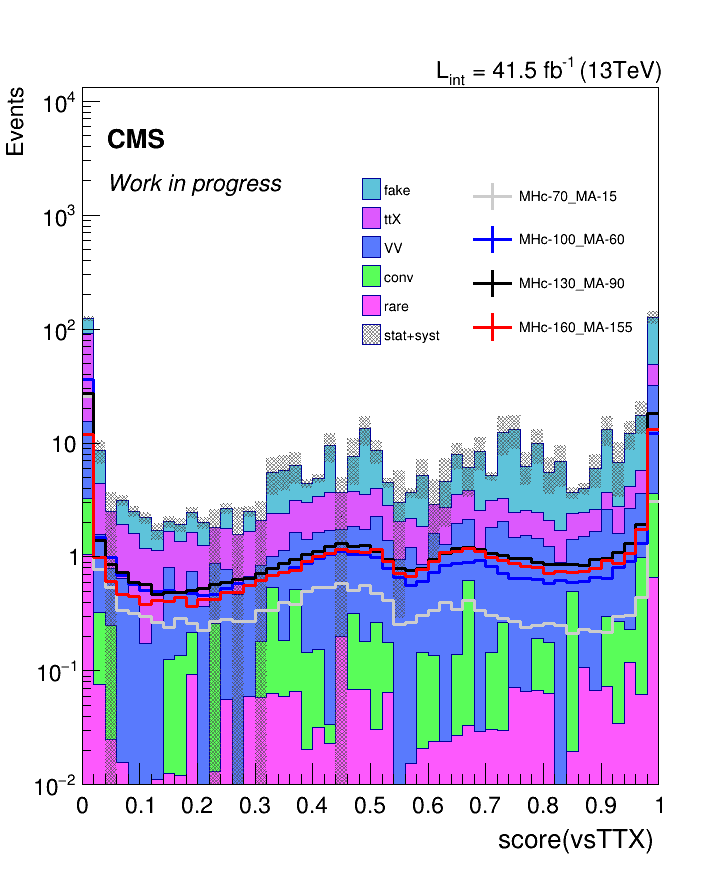 L_int = 41.5 fb^-1 (13TeV)
Events
CMS
Work in progress
fake
ttX
VV
conv
rare
stat+syst
MHc-70_MA-15
MHc-100_MA-60
MHc-130_MA-90
MHc-160_MA-155
10^4
10^3
10^2
10
1
10^−1
10^−2
0 0.1 0.2 0.3 0.4 0.5 0.6 0.7 0.8 0.9 1
score(vsTTX)